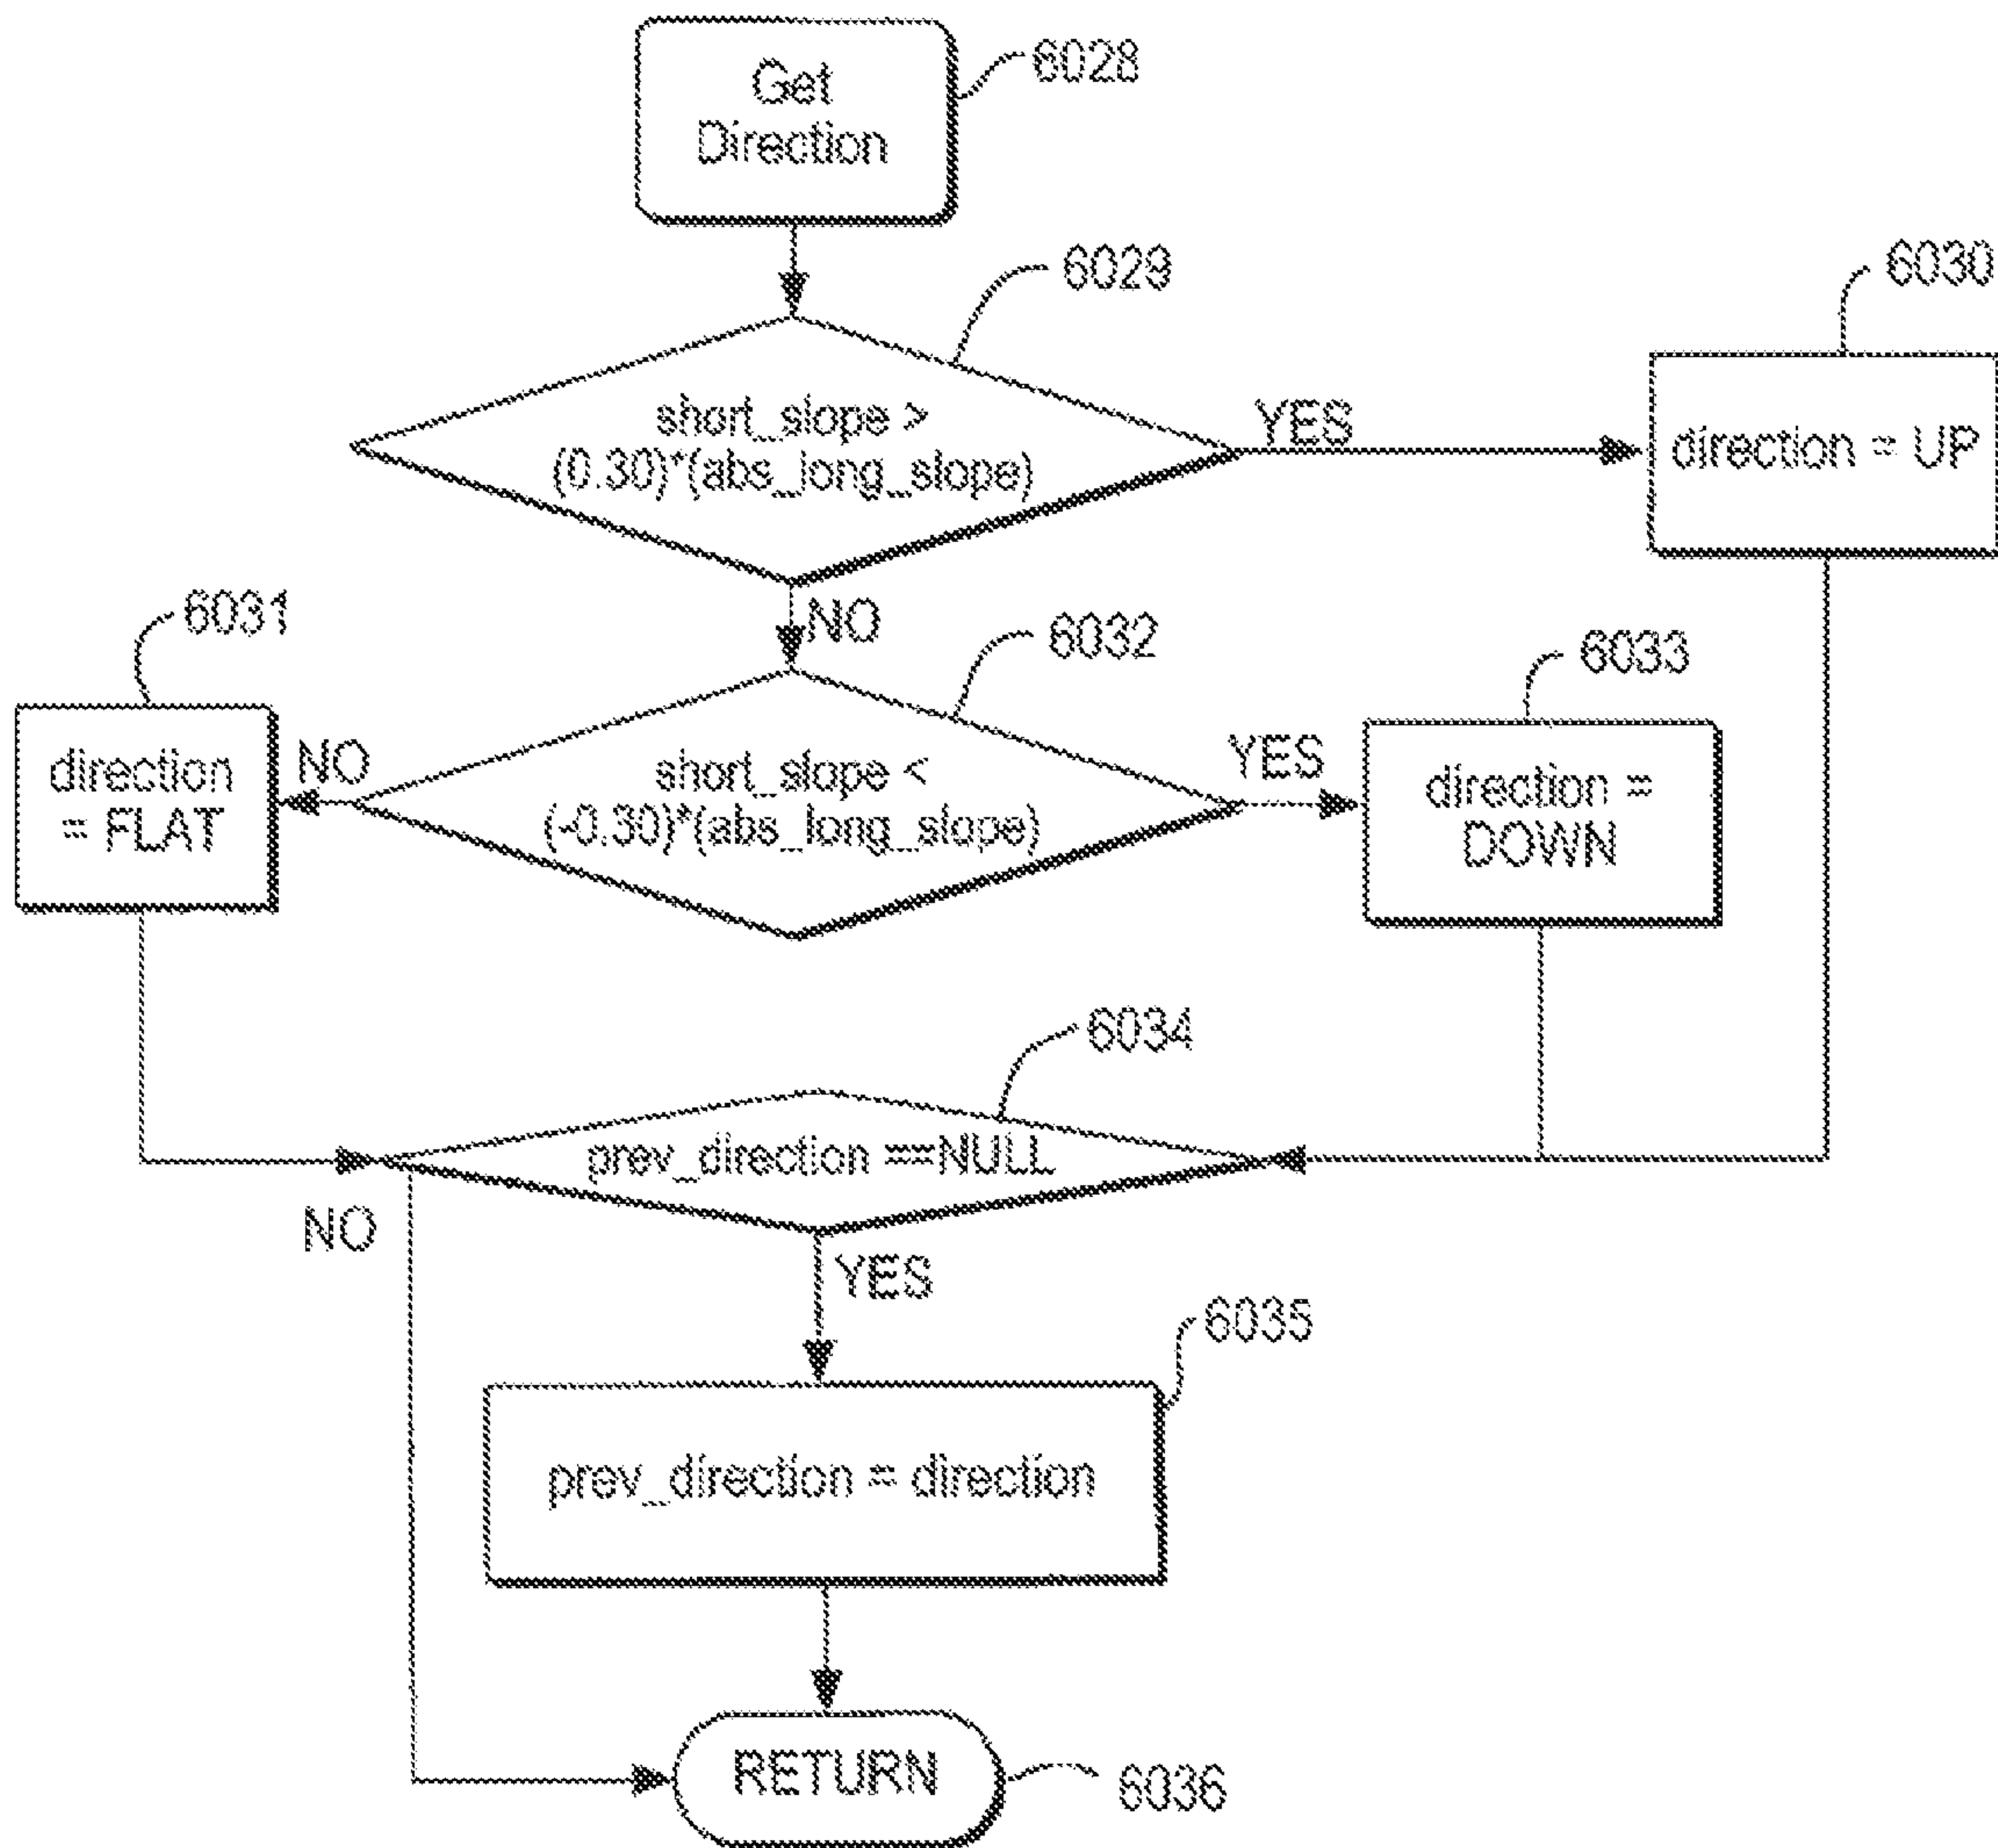 Get
Direction
6028
6029
short_slope >
(0.30)*(abs_long_slope)
YES
6030
direction = UP
NO
6031
direction
= FLAT
NO
6032
short_slope <
(-0.30)*(abs_long_slope)
YES
6033
direction =
DOWN
6034
prev_direction ==NULL
NO
YES
6035
prev_direction = direction
RETURN
6036